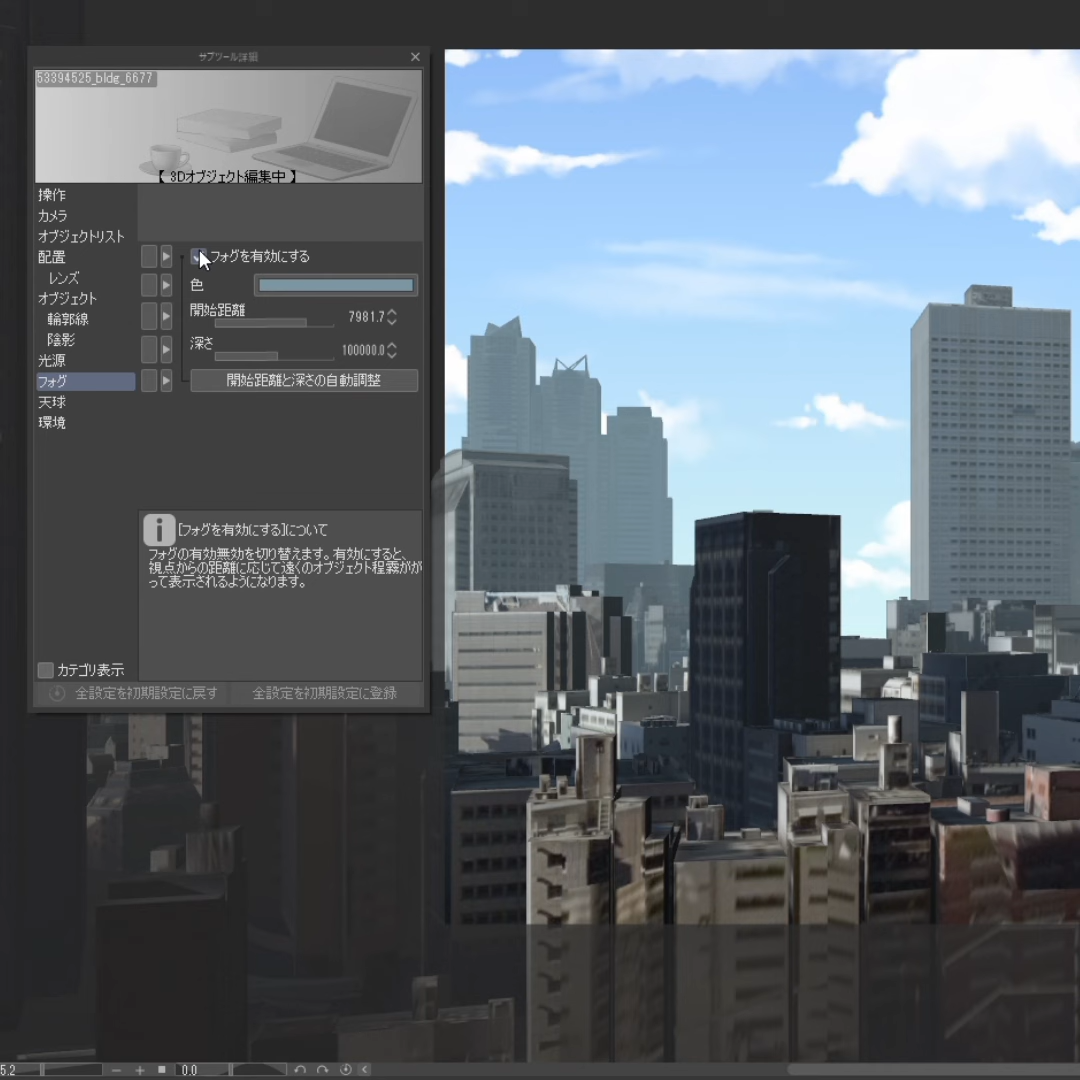 サブツール詳細
53394525_bldg_6677
【 3Dオブジェクト編集中 】
操作
カメラ
オブジェクトリスト
配置
レンズ
オブジェクト
輪郭線
陰影
光源
フォグ
天球
環境
フォグを有効にする
色
開始距離
7981.7
深さ
100000.0
開始距離と深さの自動調整
[フォグを有効にする]について
フォグの有効無効を切り替えます。有効にすると、
視点からの距離に応じて遠くのオブジェクト程霧がか
って表示されるようになります。
カテゴリ表示
全設定を初期設定に戻す
全設定を初期設定に登録
5.2
0.0